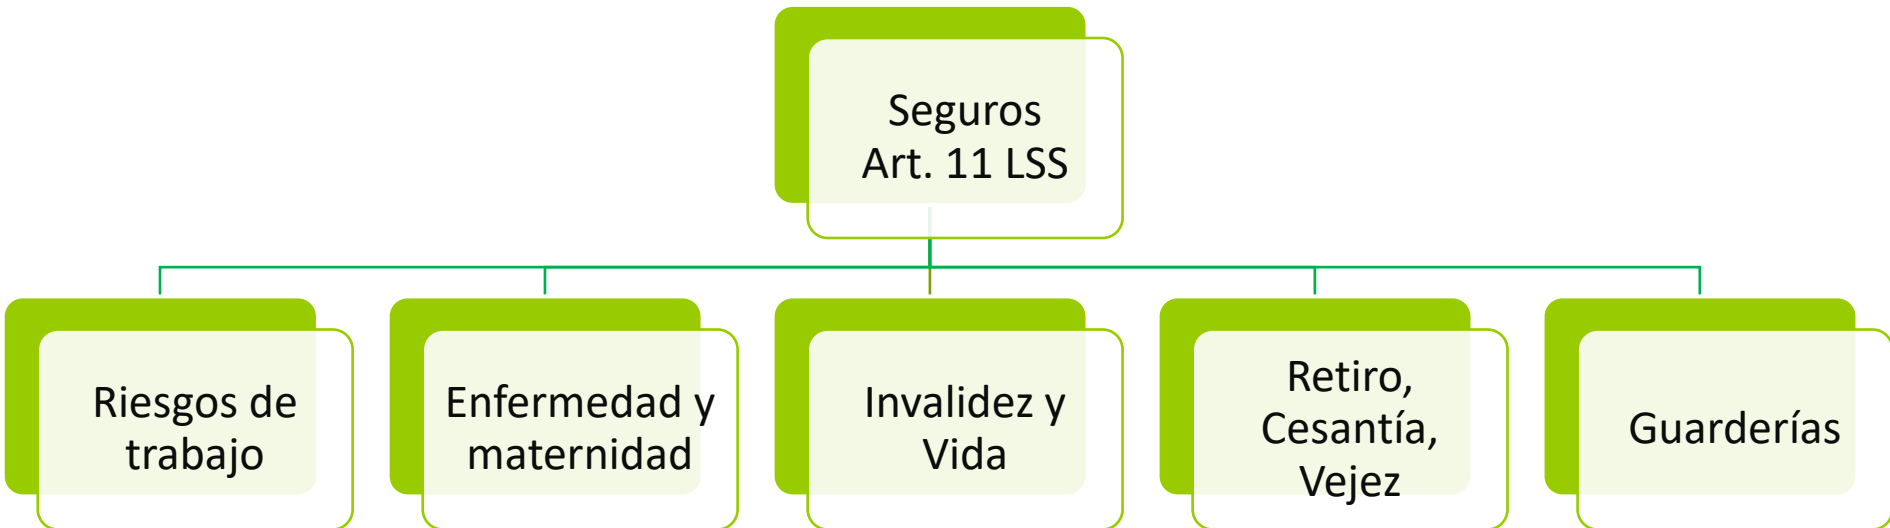 Seguros
Art. 11 LSS
Riesgos de
trabajo
Enfermedad y
maternidad
Invalidez y
Vida
Retiro,
Cesantía,
Vejez
Guarderías